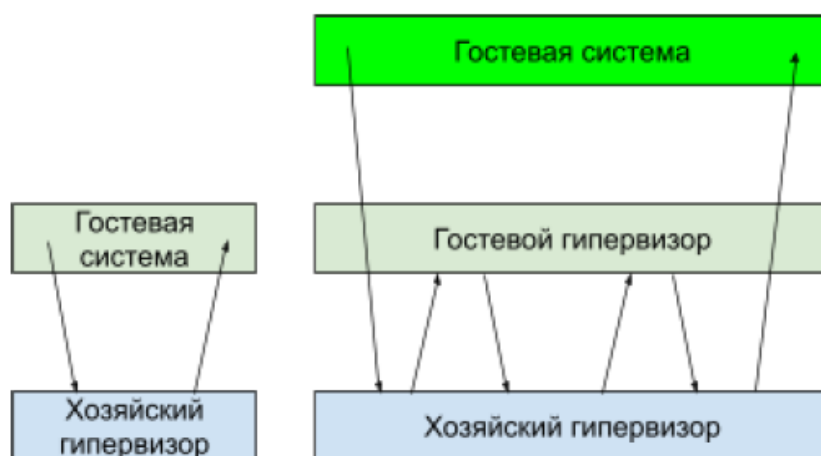 Гостевая система
Гостевая
система
Гостевой гипервизор
Хозяйский
гипервизор
Хозяйский гипервизор